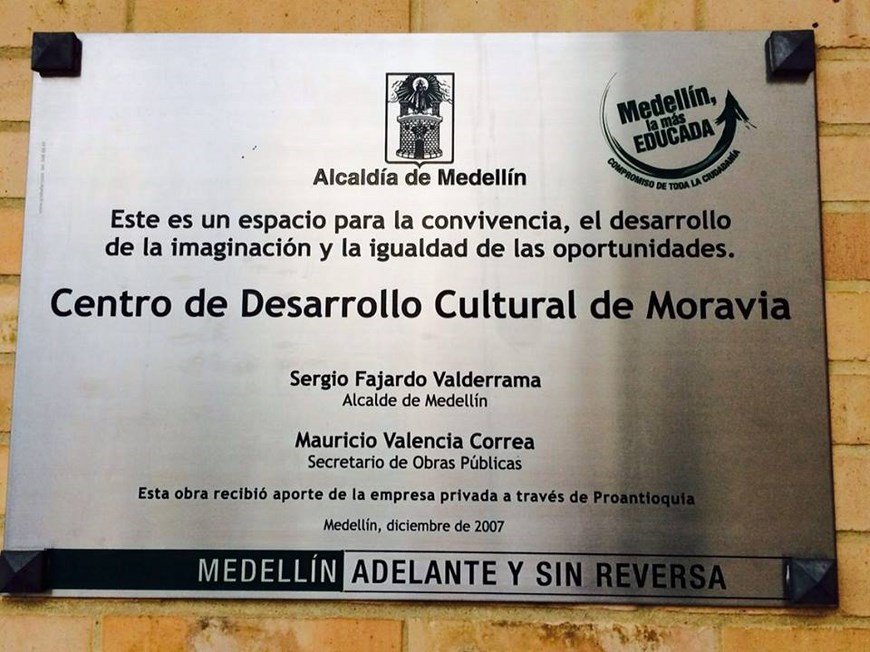 Alcaldía de Medellín
Medellín,
la más
EDUCADA
COMPROMISO DE TODA LA CIUDADANÍA
Este es un espacio para la convivencia, el desarrollo
de la imaginación y la igualdad de las oportunidades.
Centro de Desarrollo Cultural de Moravia
Sergio Fajardo Valderrama
Alcalde de Medellín
Mauricio Valencia Correa
Secretario de Obras Públicas
Esta obra recibió aporte de la empresa privada a través de Proantioquia
Medellín, diciembre de 2007
MEDELLÍN ADELANTE Y SIN REVERSA